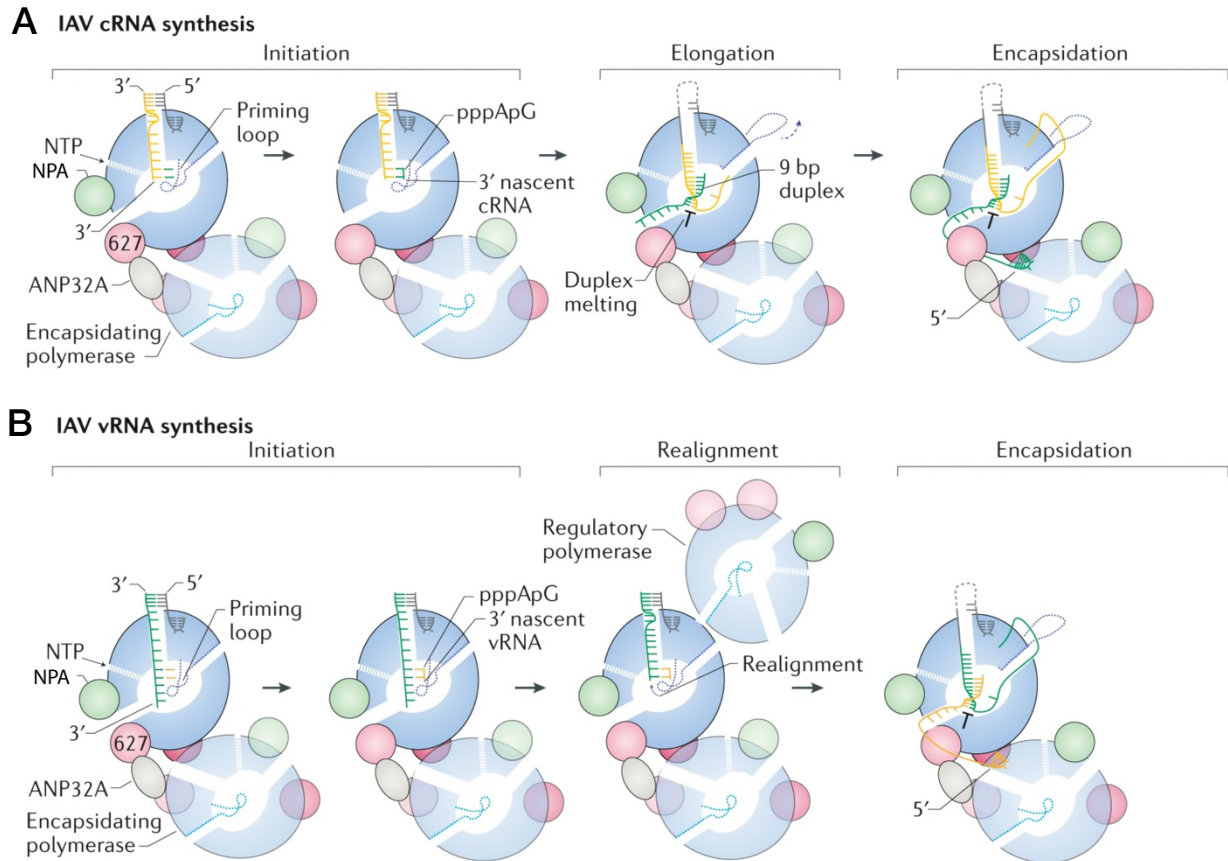 A IAV cRNA synthesis
Initiation
Elongation
Encapsidation
3′ 5′
Priming
loop
pppApG
NTP
NPA
3′ nascent
cRNA
9 bp
duplex
3′
627
ANP32A
Duplex
melting
5′
Encapsidating
polymerase
B IAV vRNA synthesis
Initiation
Realignment
Encapsidation
Regulatory
polymerase
3′ 5′
Priming
loop
pppApG
3′ nascent
vRNA
NTP
NPA
Realignment
3′
627
ANP32A
5′
Encapsidating
polymerase